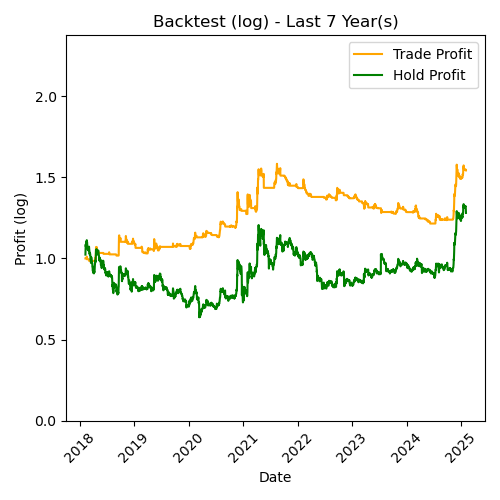 Backtest (log) - Last 7 Year(s)
Trade Profit
Hold Profit
Profit (log)
2.0
1.5
1.0
0.5
0.0
2018 2019 2020 2021 2022 2023 2024 2025
Date